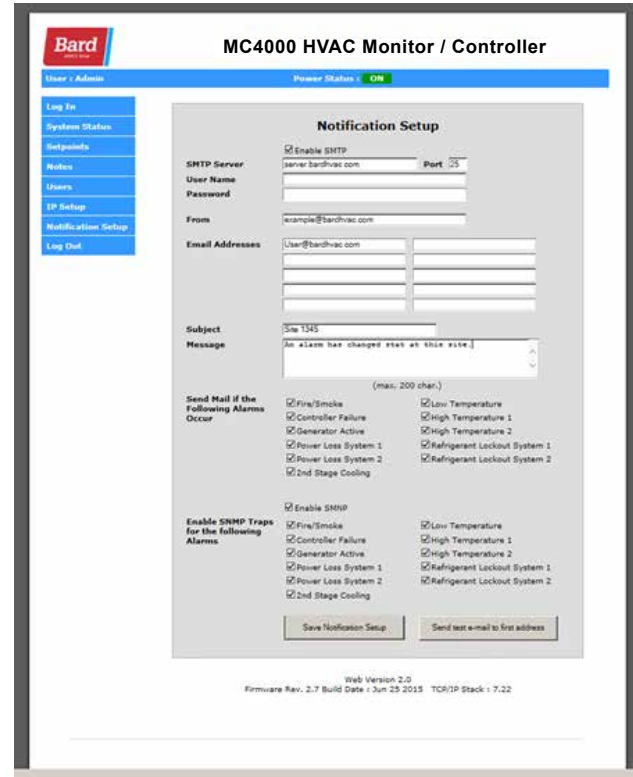 Bard
MC4000 HVAC Monitor / Controller
User : Admin
Power Status : ON
Log In
System Status
Setpoints
Notes
Users
IP Setup
Notification Setup
Log Out
Notification Setup
Enable SMTP
SMTP Server server.bardhvac.com Port 25
User Name
Password
From example@bardhvac.com
Email Addresses User@bardhvac.com
Subject Site 1345
Message An alarm has changed stat at this site.
(max. 200 char.)
Send Mail if the
Following Alarms
Occur
Fire/Smoke Low Temperature
Controller Failure High Temperature 1
Generator Active High Temperature 2
Power Loss System 1 Refrigerant Lockout System 1
Power Loss System 2 Refrigerant Lockout System 2
2nd Stage Cooling
Enable SMNP
Enable SNMP Traps
for the following
Alarms
Fire/Smoke Low Temperature
Controller Failure High Temperature 1
Generator Active High Temperature 2
Power Loss System 1 Refrigerant Lockout System 1
Power Loss System 2 Refrigerant Lockout System 2
2nd Stage Cooling
Save Notification Setup Send test e-mail to first address
Web Version 2.0
Firmware Rev. 2.7 Build Date : Jun 25 2015 TCP/IP Stack : 7.22